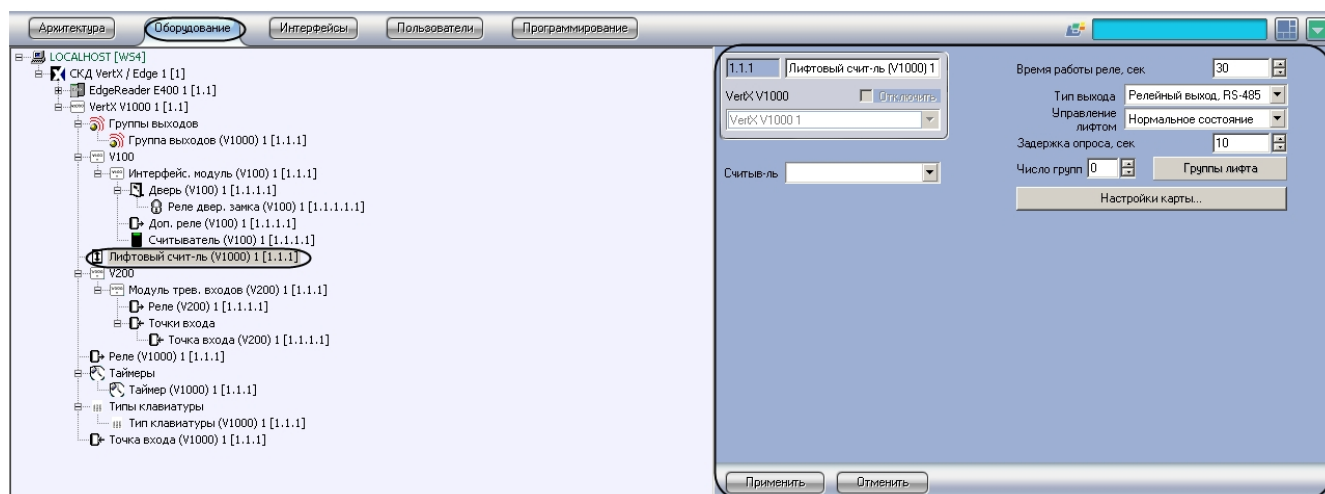 Архитектура Оборудование Интерфейсы Пользователи Программирование
LOCALHOST [WS4]
СКД VertX / Edge 1 [1]
EdgeReader E400 1 [1.1]
VertX V1000 1 [1.1]
Группы выходов
Группа выходов (V1000) 1 [1.1.1]
V100
Интерфейс. модуль (V100) 1 [1.1.1]
Дверь (V100) 1 [1.1.1.1]
Реле двер. замка (V100) 1 [1.1.1.1.1]
Доп. реле (V100) 1 [1.1.1.1]
Считыватель (V100) 1 [1.1.1.1]
Лифтовый счит-ль (V1000) 1 [1.1.1]
V200
Модуль трев. входов (V200) 1 [1.1.1]
Реле (V200) 1 [1.1.1.1]
Точки входа
Точка входа (V200) 1 [1.1.1.1]
Реле (V1000) 1 [1.1.1]
Таймеры
Таймер (V1000) 1 [1.1.1]
Типы клавиатуры
Тип клавиатуры (V1000) 1 [1.1.1]
Точка входа (V1000) 1 [1.1.1]
1.1.1 Лифтовый счит-ль (V1000) 1
VertX V1000 Отключить
VertX V1000 1
Считыв-ль
Время работы реле, сек 30
Тип выхода Релейный выход, RS-485
Управление лифтом Нормальное состояние
Задержка опроса, сек 10
Число групп 0 Группы лифта
Настройки карты...
Применить Отменить